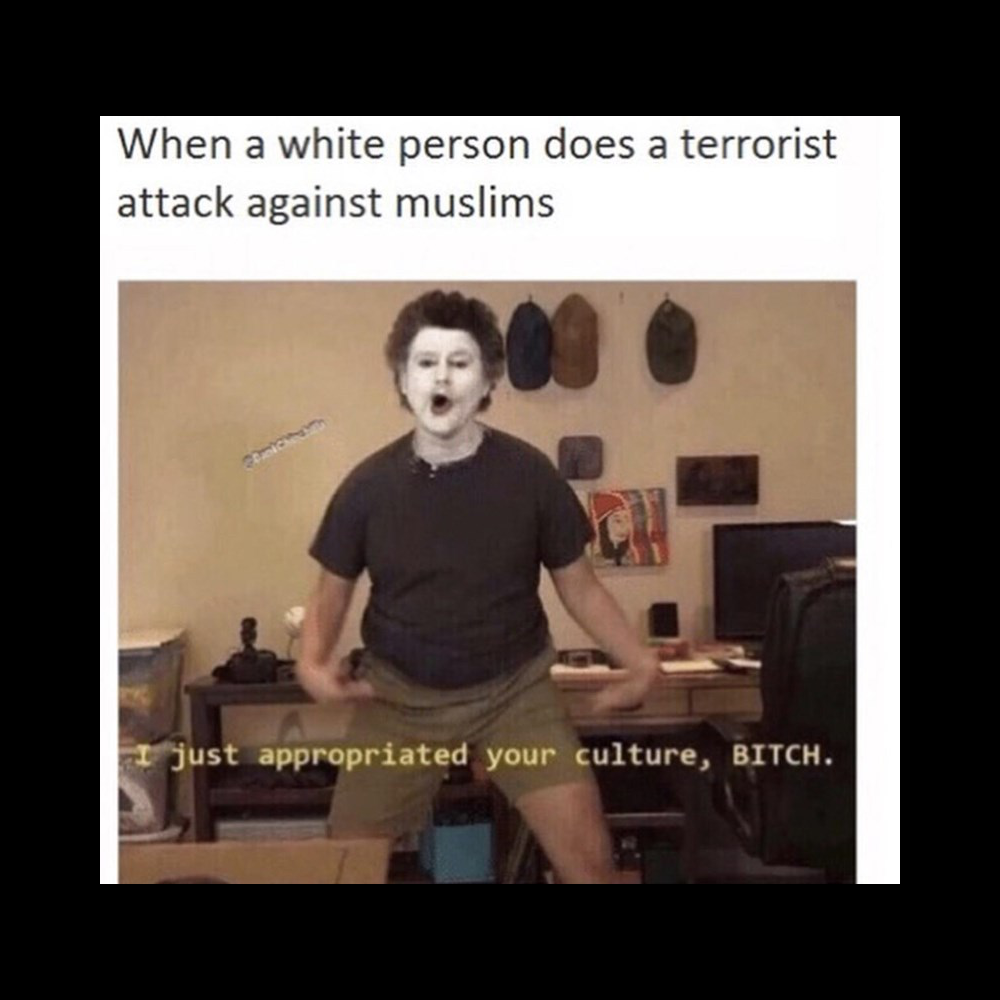 When a white person does a terrorist
attack against muslims
I just appropriated your culture, BITCH.